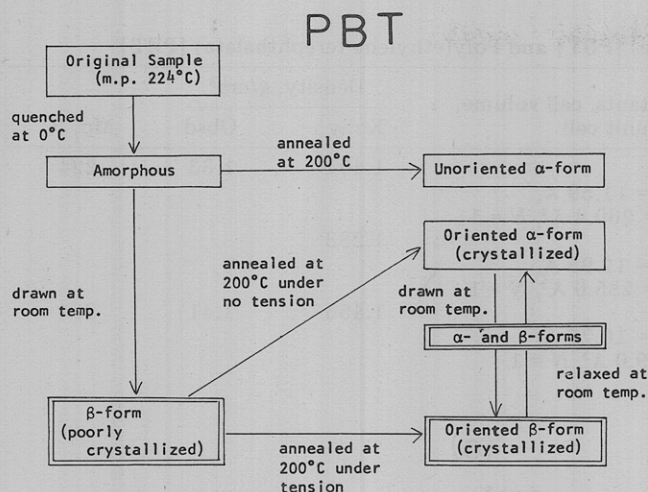 PBT
Original Sample
(m.p. 224°C)
quenched
at 0°C
Amorphous
annealed
at 200°C
Unoriented α-form
Oriented α-form
(crystallized)
annealed at
200°C under
no tension
drawn at
room temp.
drawn at
room temp.
α- and β-forms
relaxed at
room temp.
β-form
(poorly
crystallized)
annealed at
200°C under
tension
Oriented β-form
(crystallized)